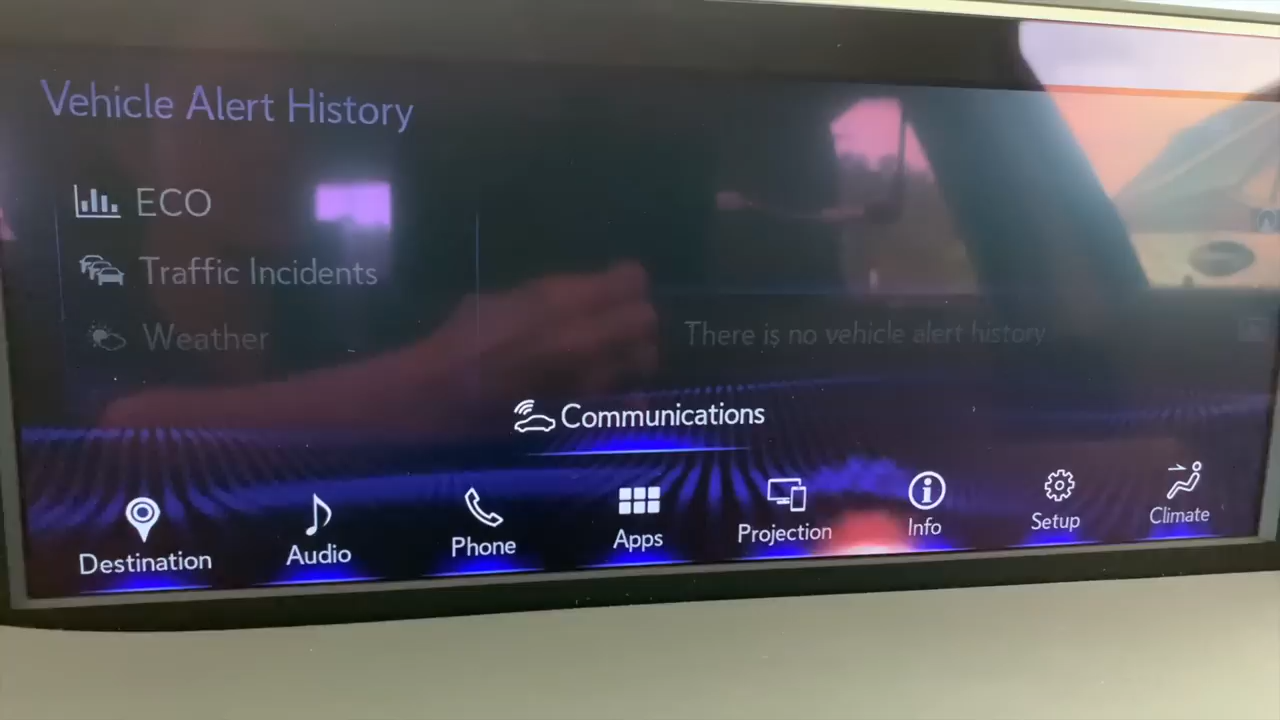 Vehicle Alert History
ECO
Traffic Incidents
Weather
There is no vehicle alert history
Communications
Destination
Audio
Phone
Apps
Projection
Info
Setup
Climate